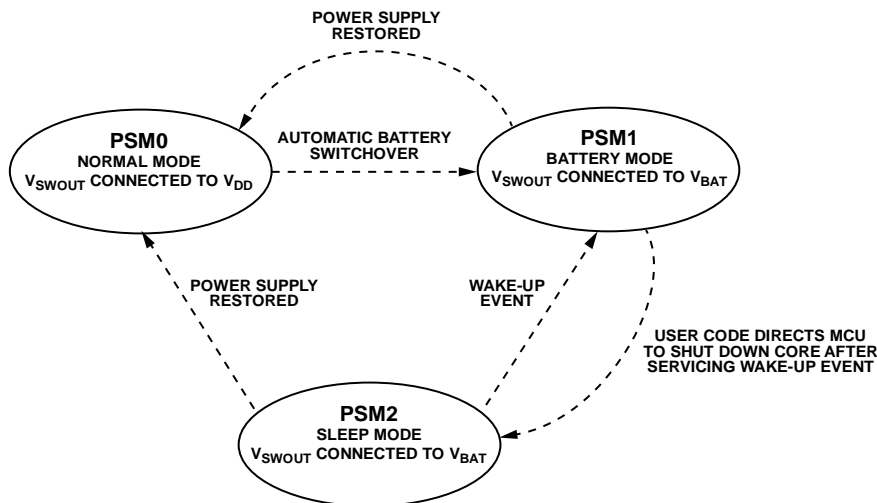 POWER SUPPLY
RESTORED
PSM0
NORMAL MODE
VSWOUT CONNECTED TO VDD
AUTOMATIC BATTERY
SWITCHOVER
PSM1
BATTERY MODE
VSWOUT CONNECTED TO VBAT
POWER SUPPLY
RESTORED
WAKE-UP
EVENT
USER CODE DIRECTS MCU
TO SHUT DOWN CORE AFTER
SERVICING WAKE-UP EVENT
PSM2
SLEEP MODE
VSWOUT CONNECTED TO VBAT